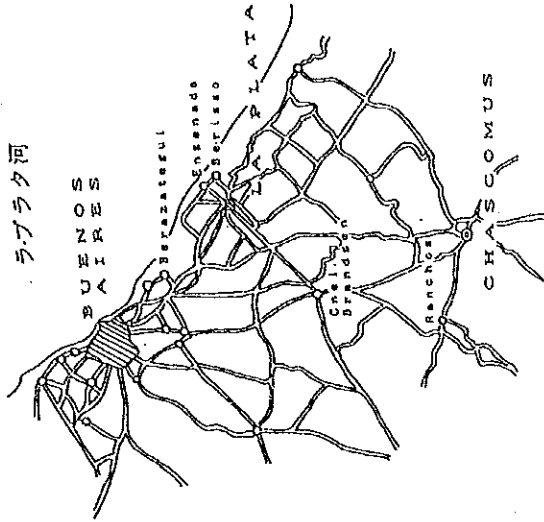 ラ・プラタ河
BUENOS
AIRES
Berazategui
Ensenada
Berisso
LA PLATA
Cnel.
Brandsen
Ranchos
CHASCOMUS